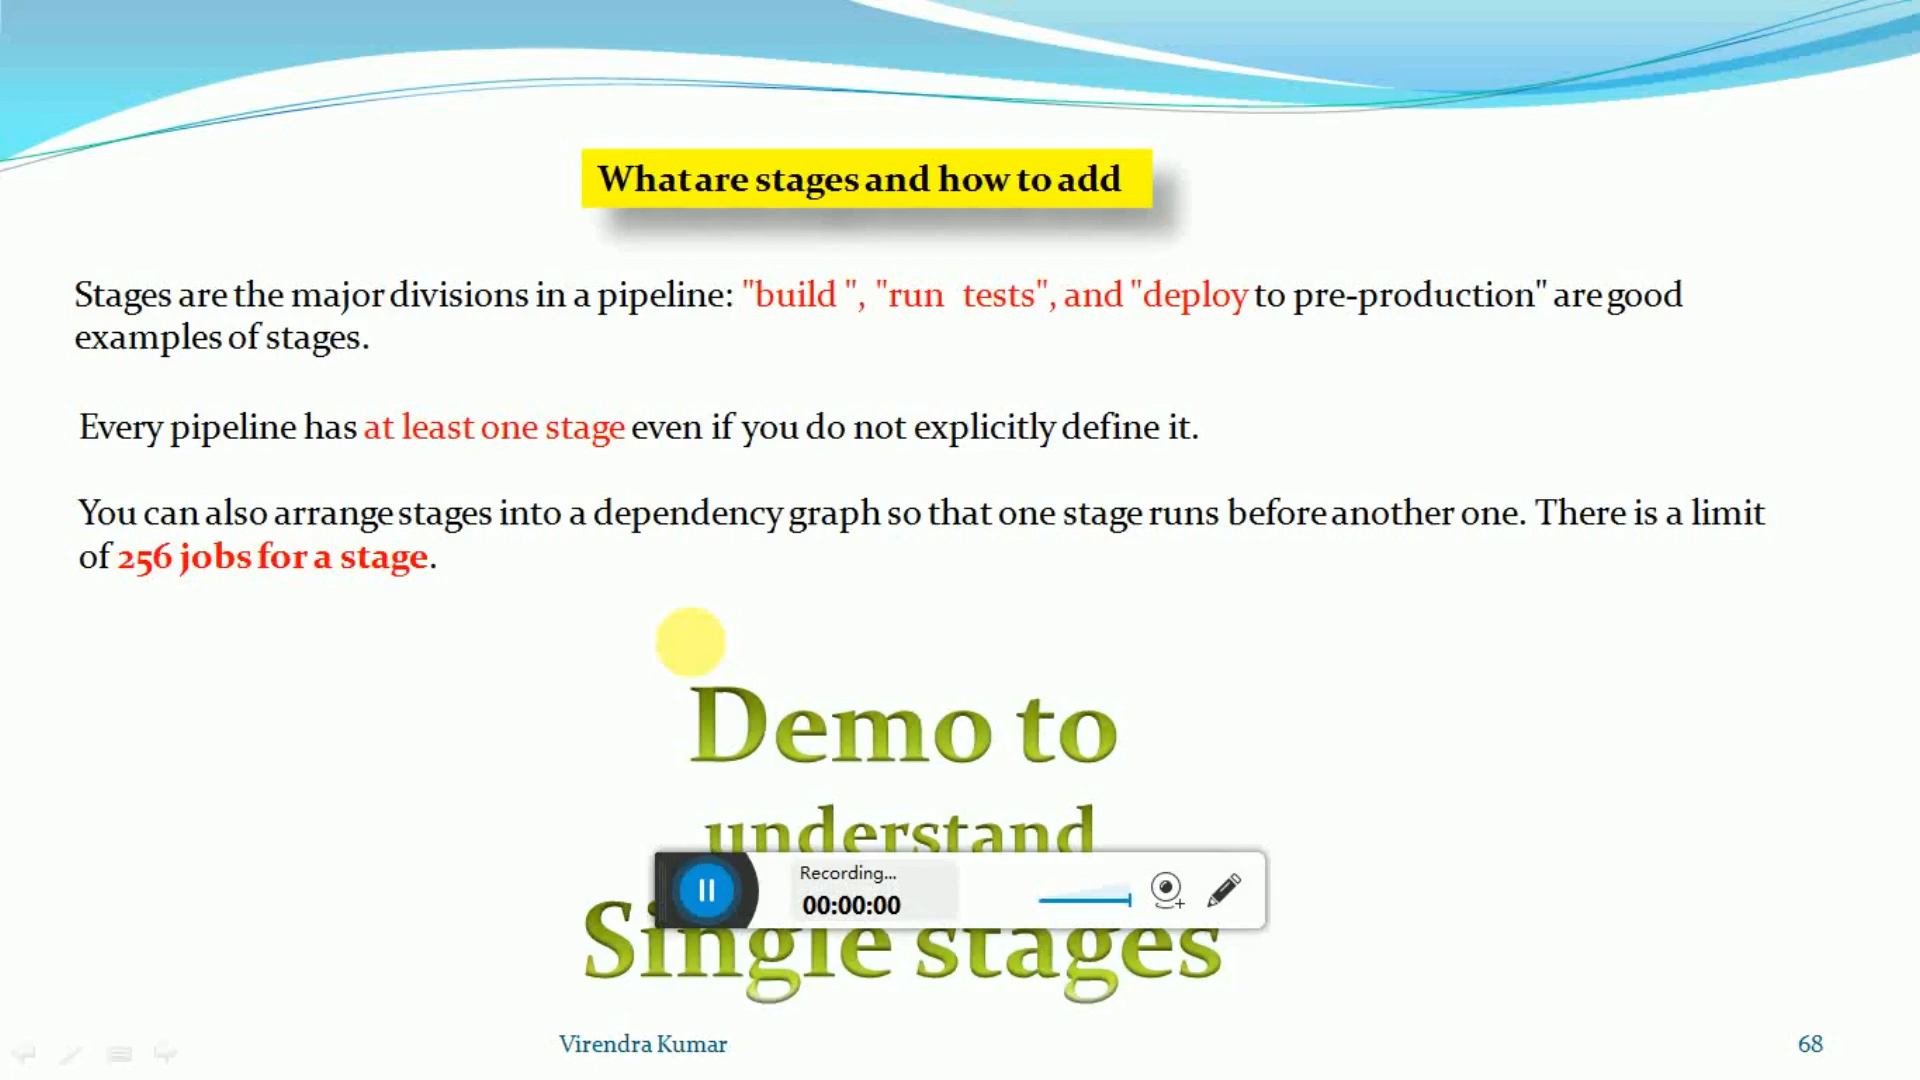 What are stages and how to add
Stages are the major divisions in a pipeline: "build ", "run  tests", and "deploy to pre-production" are good
examples of stages.
Every pipeline has at least one stage even if you do not explicitly define it.
You can also arrange stages into a dependency graph so that one stage runs before another one. There is a limit
of 256 jobs for a stage.
Demo to
understand
Recording...
00:00:00
Single stages
Virendra Kumar
68